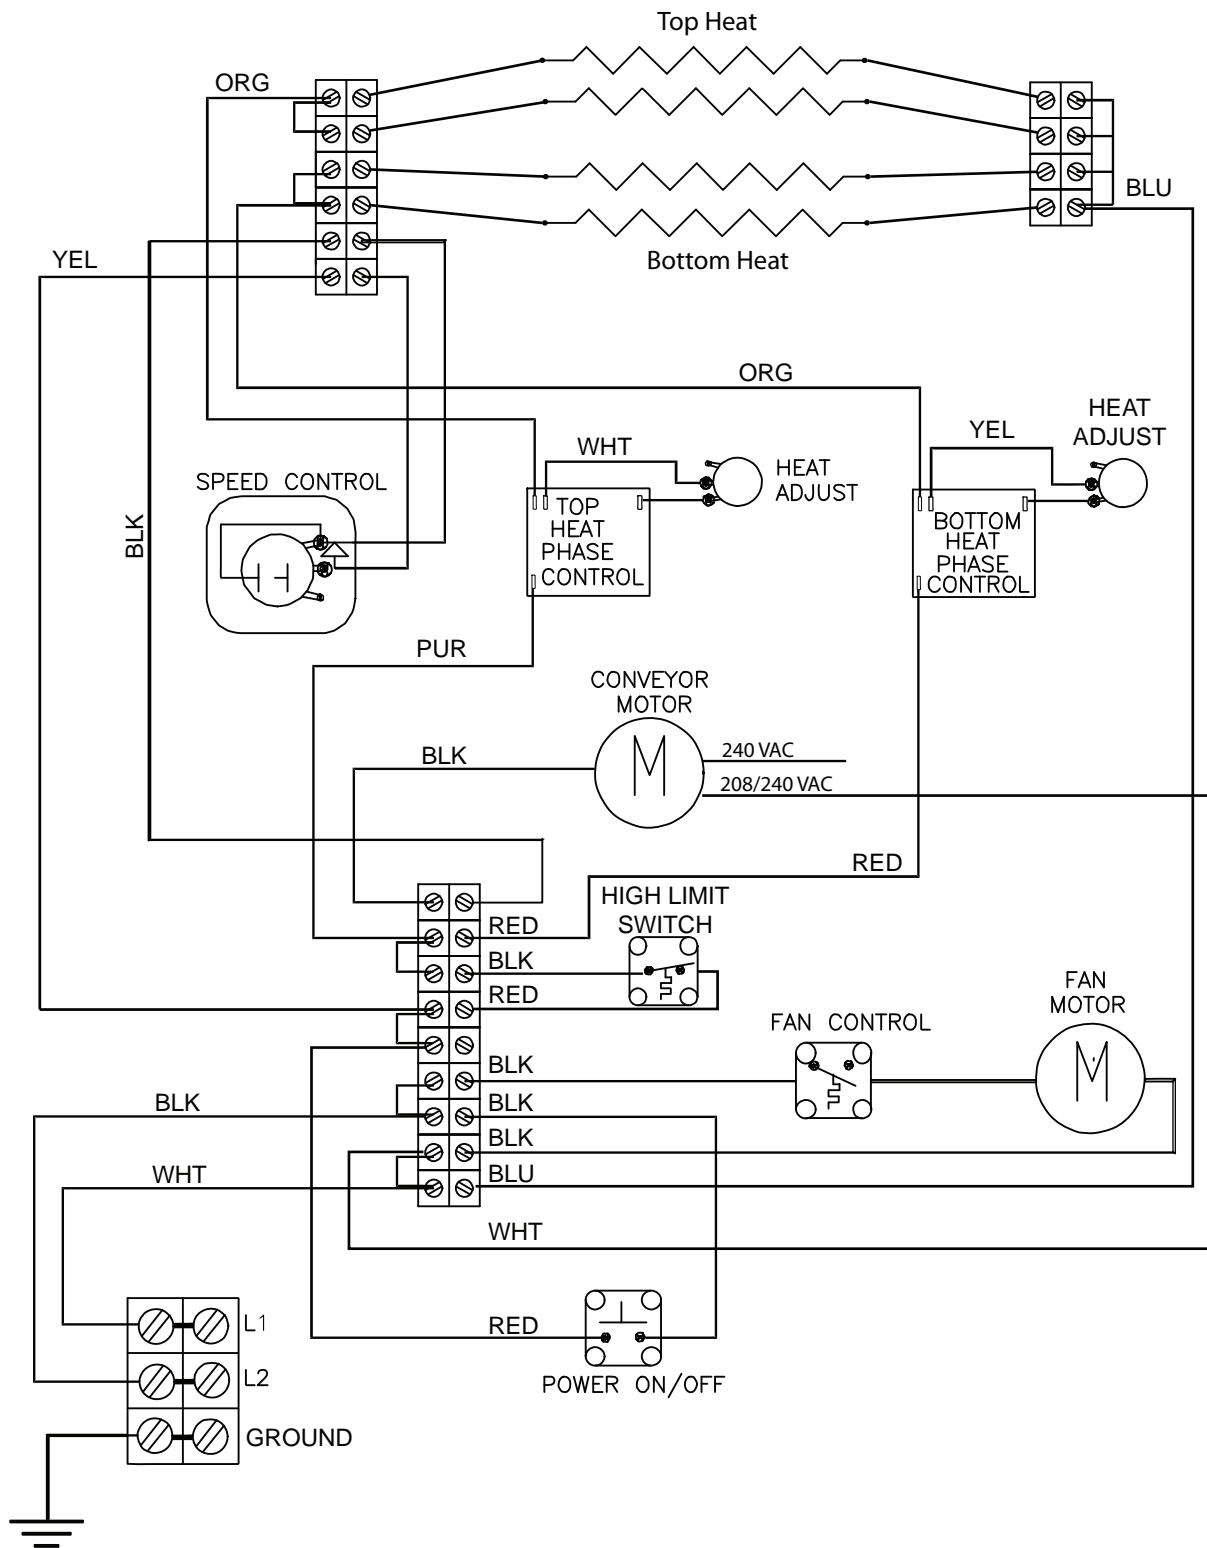 Top Heat
ORG
BLU
YEL
Bottom Heat
ORG
HEAT
ADJUST
YEL
WHT
HEAT
ADJUST
SPEED CONTROL
BLK
TOP
HEAT
PHASE
CONTROL
BOTTOM
HEAT
PHASE
CONTROL
PUR
CONVEYOR
MOTOR
M
BLK
240 VAC
208/240 VAC
RED
HIGH LIMIT
SWITCH
RED
BLK
RED
FAN
MOTOR
M
FAN CONTROL
BLK
BLK
BLK
BLK
WHT
BLU
WHT
L1
RED
L2
POWER ON/OFF
GROUND